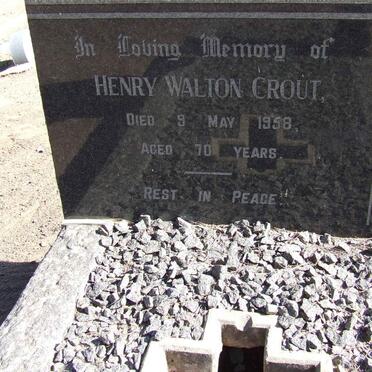 In Loving Memory of
HENRY WALTON CROUT,
DIED 9 MAY 1958,
AGED 70 YEARS.
REST IN PEACE